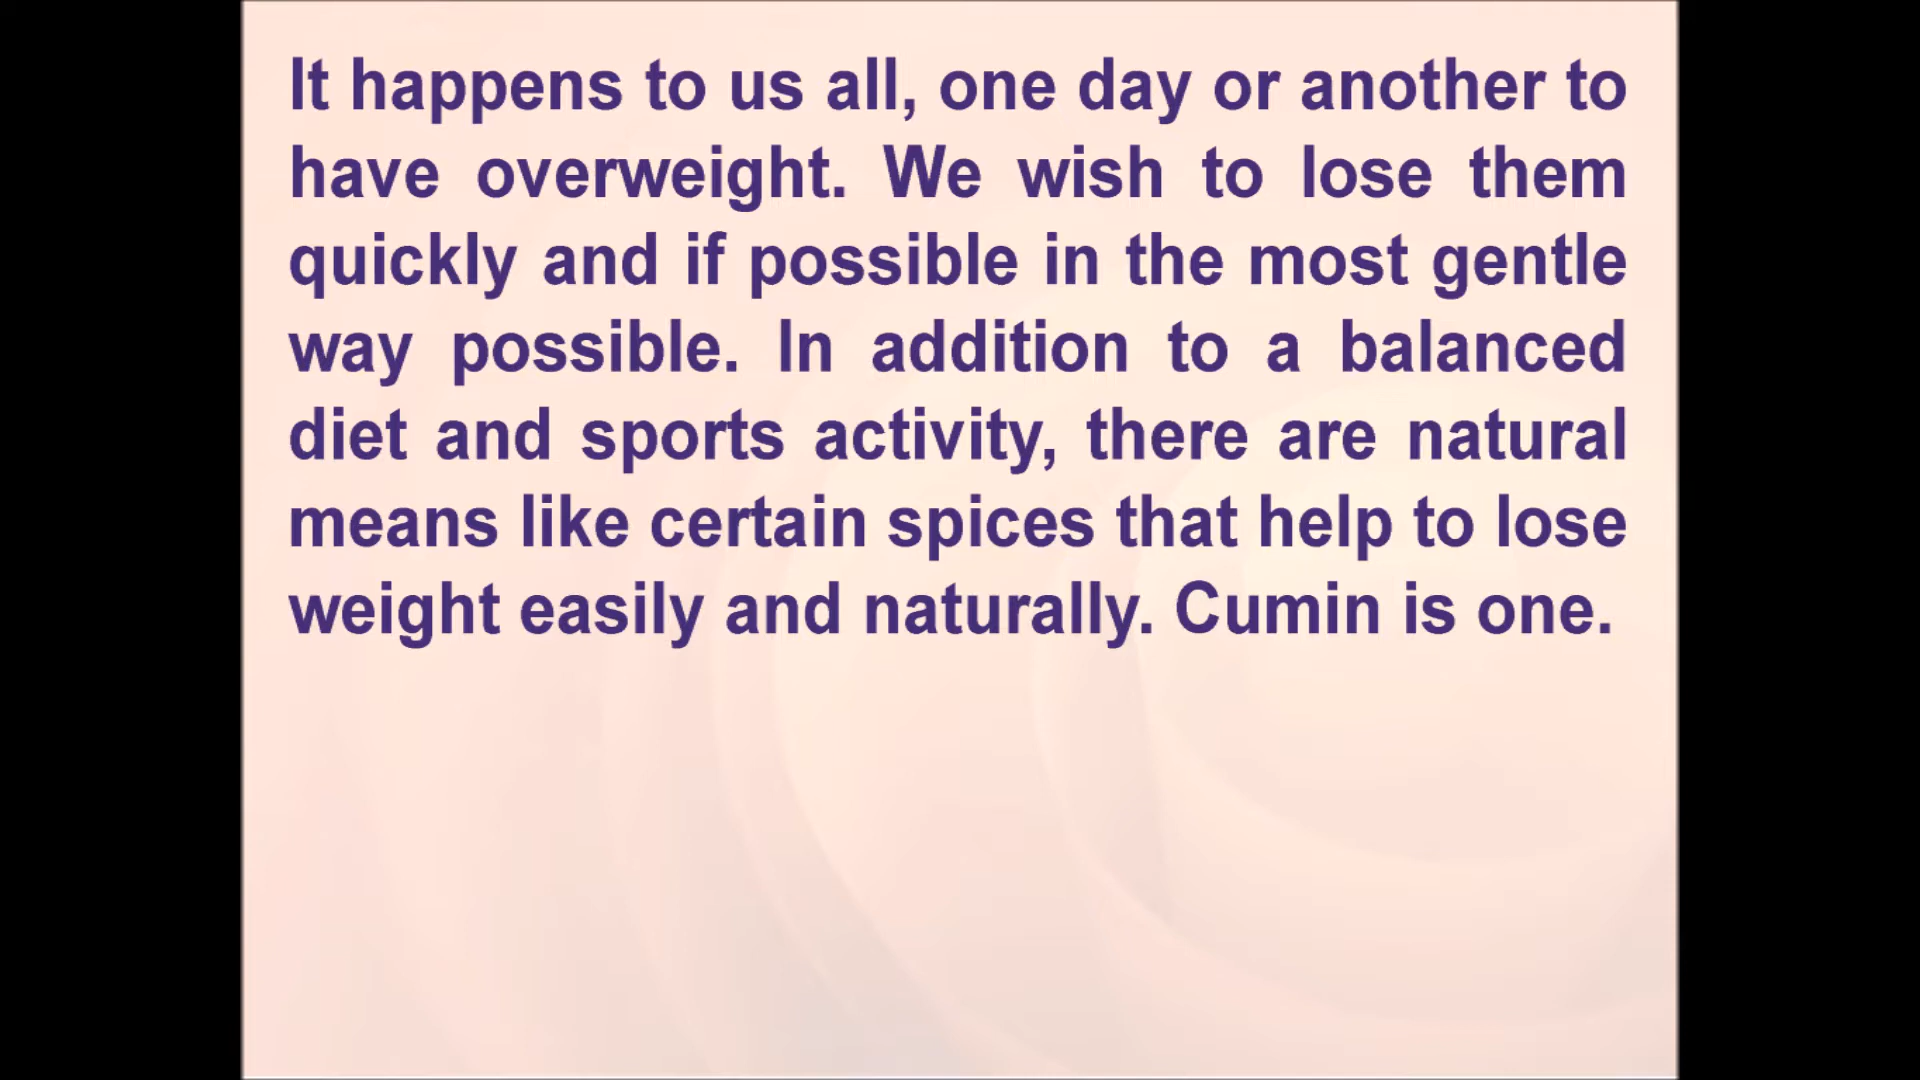 It happens to us all, one day or another to
have overweight. We wish to lose them
quickly and if possible in the most gentle
way possible. In addition to a balanced
diet and sports activity, there are natural
means like certain spices that help to lose
weight easily and naturally. Cumin is one.